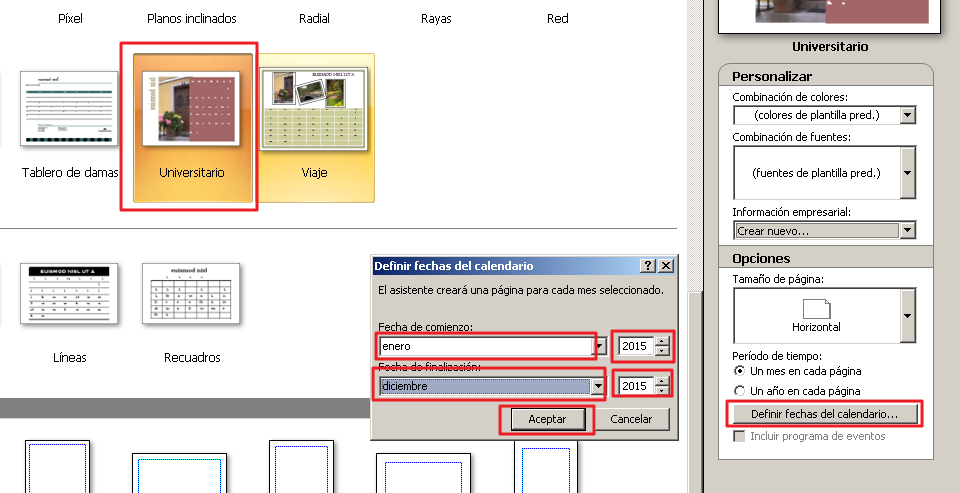 Píxel
Planos inclinados
Radial
Rayas
Red
Tablero de damas
Universitario
EUISMOD NISL UT A
Viaje
EUISMOD NISL UT A
euismod nisl
Líneas
Recuadros
Definir fechas del calendario
El asistente creará una página para cada mes seleccionado.
Fecha de comienzo:
enero
2015
Fecha de finalización:
diciembre
2015
Aceptar
Cancelar
Universitario
Personalizar
Combinación de colores:
(colores de plantilla pred.)
Combinación de fuentes:
(fuentes de plantilla pred.)
Información empresarial:
Crear nuevo...
Opciones
Tamaño de página:
Horizontal
Período de tiempo:
Un mes en cada página
Un año en cada página
Definir fechas del calendario...
Incluir programa de eventos